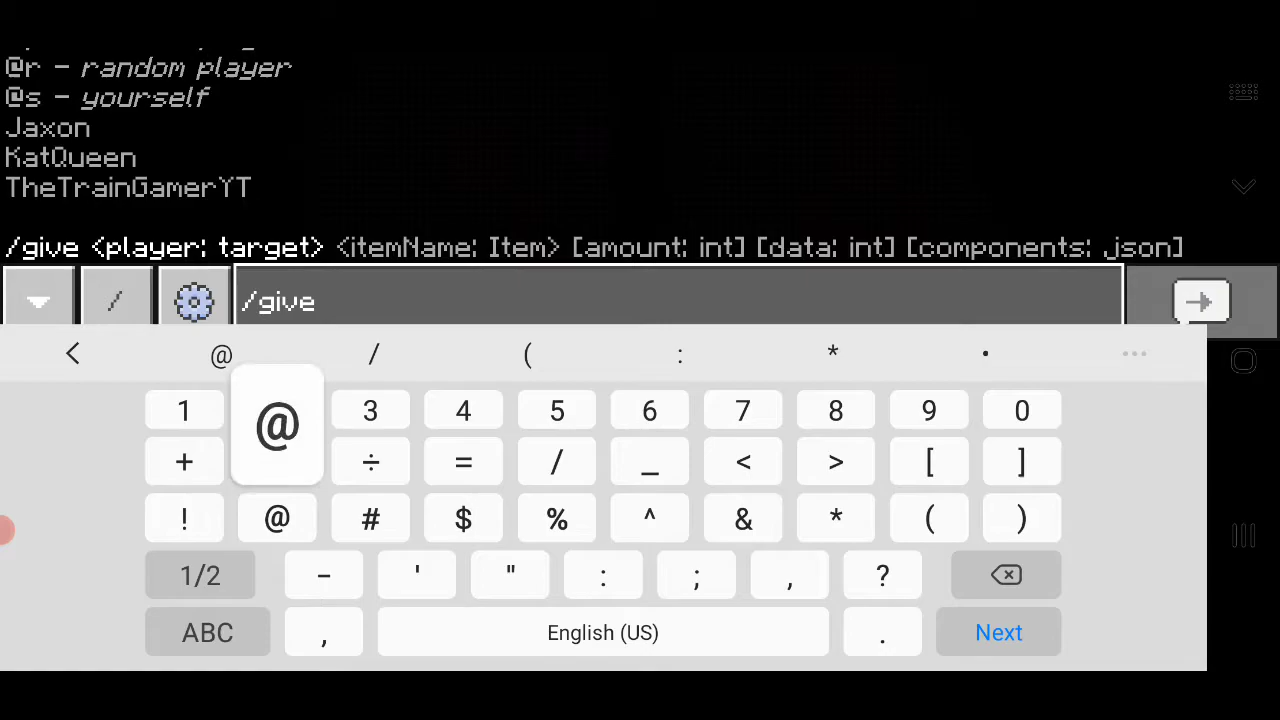 @r - random player
@s - yourself
Jaxon
KatQueen
TheTrainGamerYT
/give <player: target> <itemName: Item> [amount: int] [data: int] [components: json]
/ /give
@ / ( : * •
1 @ 3 4 5 6 7 8 9 0
+ ÷ = / _ < > [ ]
! @ # $ % ^ & * ( )
1/2 - ' " : ; , ?
ABC , English (US) . Next